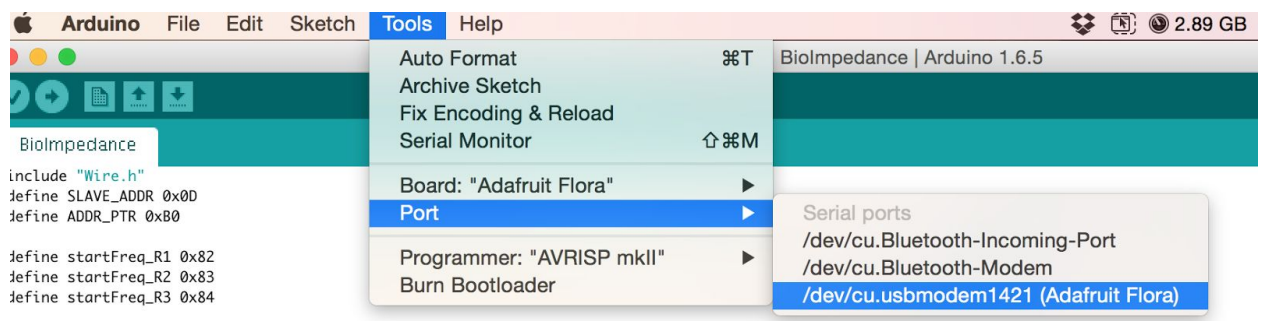 Arduino File Edit Sketch Tools Help 2.89 GB
BioImpedance | Arduino 1.6.5
Auto Format ⌘T
Archive Sketch
Fix Encoding & Reload
Serial Monitor ⇧⌘M
Board: "Adafruit Flora" ▶
Port ▶
Programmer: "AVRISP mkII" ▶
Burn Bootloader
Serial ports
/dev/cu.Bluetooth-Incoming-Port
/dev/cu.Bluetooth-Modem
/dev/cu.usbmodem1421 (Adafruit Flora)
BioImpedance
include "Wire.h"
define SLAVE_ADDR 0x0D
define ADDR_PTR 0xB0
define startFreq_R1 0x82
define startFreq_R2 0x83
define startFreq_R3 0x84